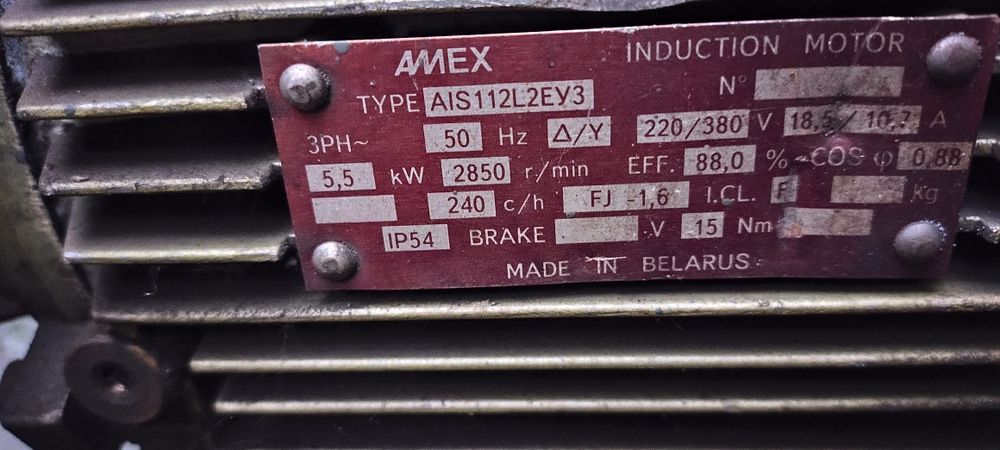 AMEX INDUCTION MOTOR
TYPE AIS112L2EУ3 N°
3PH~ 50 Hz Δ/Y 220/380 V 18,5/10,7 A
5,5 kW 2850 r/min EFF. 88,0 % COS φ 0,88
240 c/h FJ -1,6 I.CL. F kg
IP54 BRAKE V 15 Nm
MADE IN BELARUS